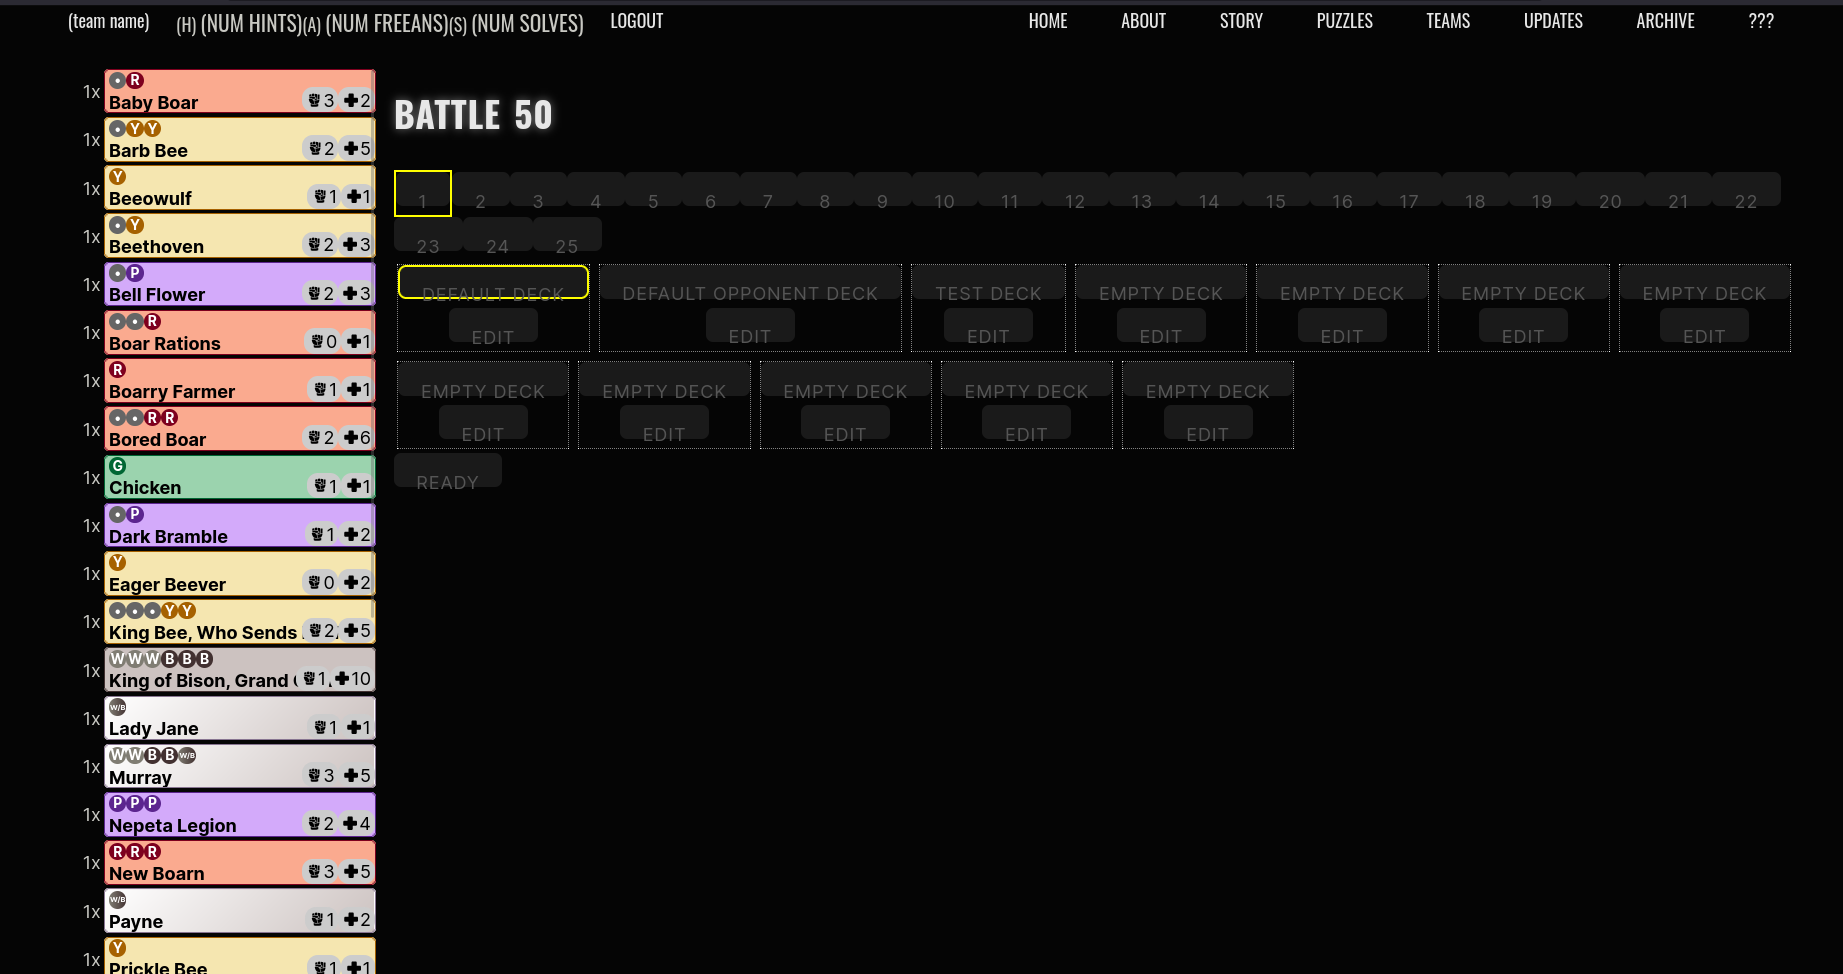 (team name) (H) (NUM HINTS)(A) (NUM FREEANS)(S) (NUM SOLVES) LOGOUT HOME ABOUT STORY PUZZLES TEAMS UPDATES ARCHIVE ???
1x R Baby Boar 3 2
1x Y Y Barb Bee 2 5
1x Y Beeowulf 1 1
1x Y Beethoven 2 3
1x P Bell Flower 2 3
1x R Boar Rations 0 1
1x R Boarry Farmer 1 1
1x R R Bored Boar 2 6
1x G Chicken 1 1
1x P Dark Bramble 1 2
1x Y Eager Beever 0 2
1x Y Y King Bee, Who Sends 2 5
1x W W W B B B King of Bison, Grand 1 10
1x W/B Lady Jane 1 1
1x W W B B W/B Murray 3 5
1x P P P Nepeta Legion 2 4
1x R R R New Boarn 3 5
1x W/B Payne 1 2
1x Y Prickle Bee 1 1
BATTLE 50
1 2 3 4 5 6 7 8 9 10 11 12 13 14 15 16 17 18 19 20 21 22
23 24 25
DEFAULT DECK DEFAULT OPPONENT DECK TEST DECK EMPTY DECK EMPTY DECK EMPTY DECK EMPTY DECK
EDIT EDIT EDIT EDIT EDIT EDIT EDIT
EMPTY DECK EMPTY DECK EMPTY DECK EMPTY DECK EMPTY DECK
EDIT EDIT EDIT EDIT EDIT
READY